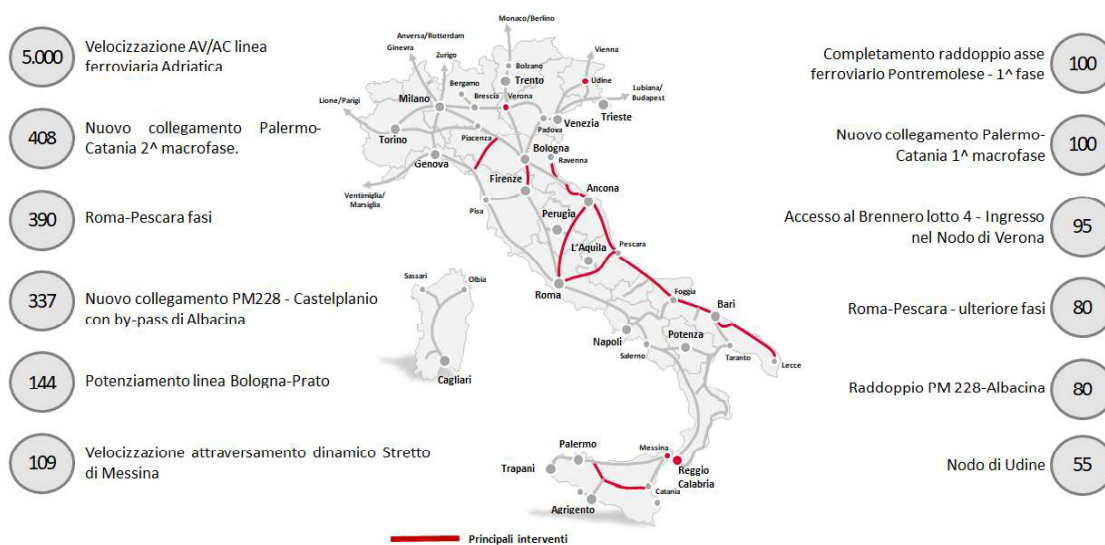 5.000
Velocizzazione AV/AC linea
ferroviaria Adriatica
408
Nuovo collegamento Palermo-
Catania 2^ macrofase.
390
Roma-Pescara fasi
337
Nuovo collegamento PM228 - Castelplanio
con by-pass di Albacina
144
Potenziamento linea Bologna-Prato
109
Velocizzazione attraversamento dinamico Stretto
di Messina
Monaco/Berlino
Anversa/Rotterdam
Ginevra
Zurigo
Vienna
Bolzano
Trento
Udine
Bergamo
Brescia
Verona
Lubiana/
Budapest
Lione/Parigi
Milano
Trieste
Venezia
Padova
Torino
Piacenza
Bologna
Genova
Ravenna
Firenze
Ventimiglia/
Marsiglia
Pisa
Ancona
Perugia
L'Aquila
Pescara
Roma
Sassari
Olbia
Foggia
Bari
Napoli
Potenza
Salerno
Taranto
Lecce
Cagliari
Palermo
Messina
Trapani
Reggio
Calabria
Catania
Agrigento
Principali interventi
Completamento raddoppio asse
ferroviario Pontremolese - 1^ fase
100
Nuovo collegamento Palermo-
Catania 1^ macrofase
100
Accesso al Brennero lotto 4 - Ingresso
nel Nodo di Verona
95
Roma-Pescara - ulteriore fasi
80
Raddoppio PM 228-Albacina
80
Nodo di Udine
55